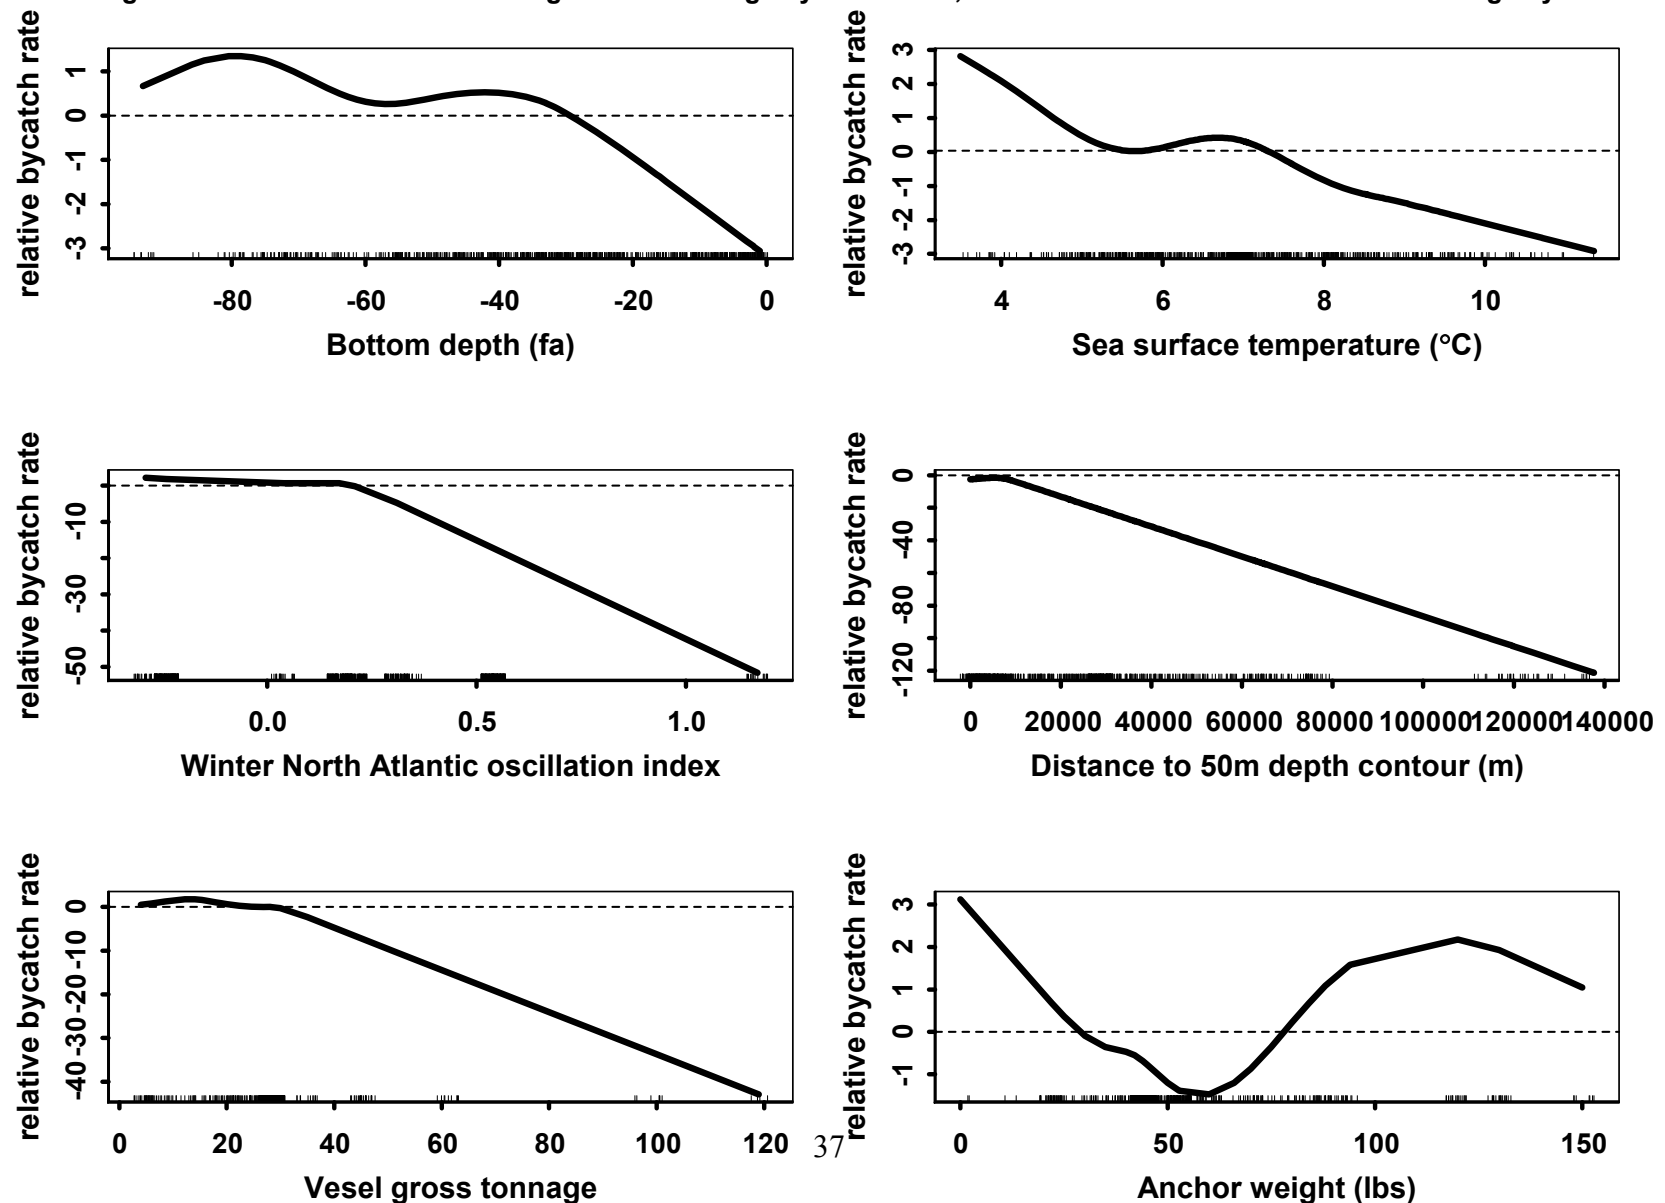 relative bycatch rate
1
0
-1
-2
-3
-80 -60 -40 -20 0
Bottom depth (fa)
relative bycatch rate
3
2
1
0
-1
-2
-3
4 6 8 10
Sea surface temperature (°C)
relative bycatch rate
-10
-30
-50
0.0 0.5 1.0
Winter North Atlantic oscillation index
relative bycatch rate
0
-40
-80
-120
0 20000 40000 60000 80000 100000 120000 140000
Distance to 50m depth contour (m)
relative bycatch rate
0
-10
-20
-30
-40
0 20 40 60 80 100 120
Vesel gross tonnage
relative bycatch rate
3
2
1
0
-1
0 50 100 150
Anchor weight (lbs)
37